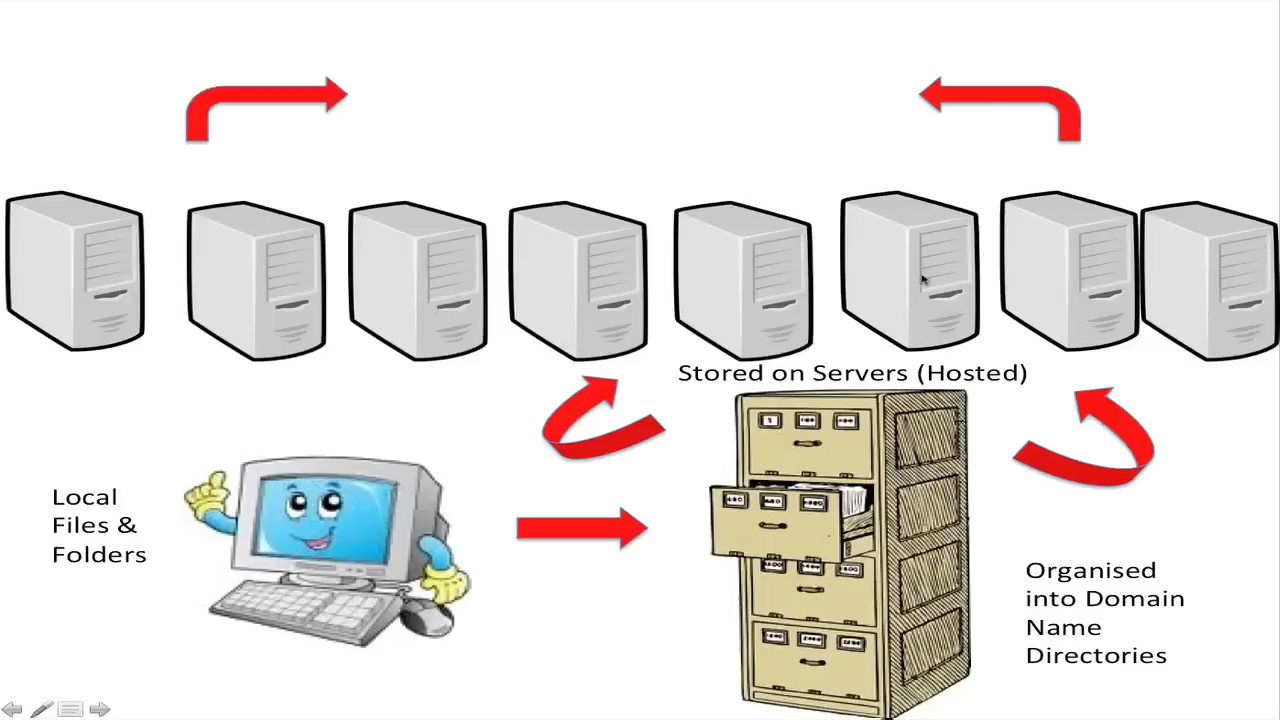 Stored on Servers (Hosted)
Local
Files &
Folders
Organised
into Domain
Name
Directories